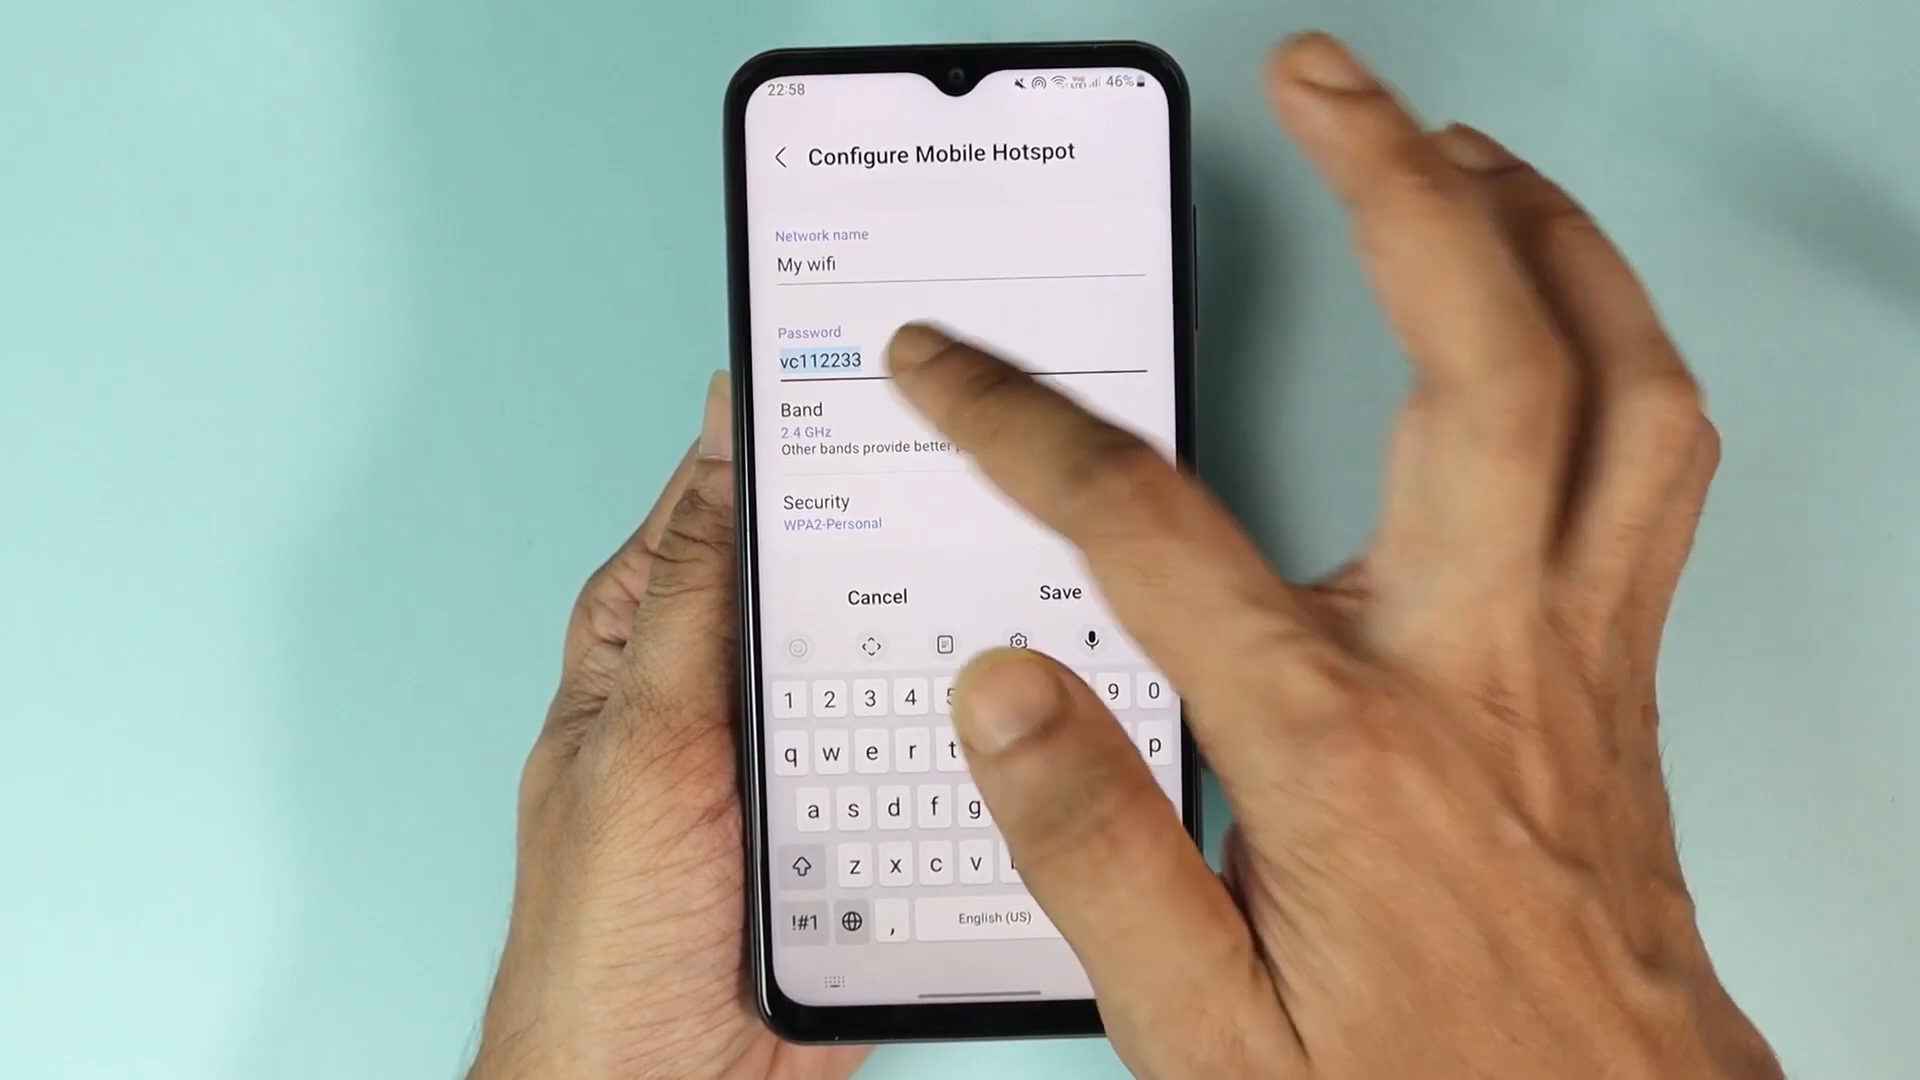 22:58
46%
Configure Mobile Hotspot
Network name
My wifi
Password
vc112233
Band
2.4 GHz
Other bands provide better
Security
WPA2-Personal
Cancel Save
1 2 3 4 9 0
q w e r t p
a s d f g
z x c v
!#1 , English (US)